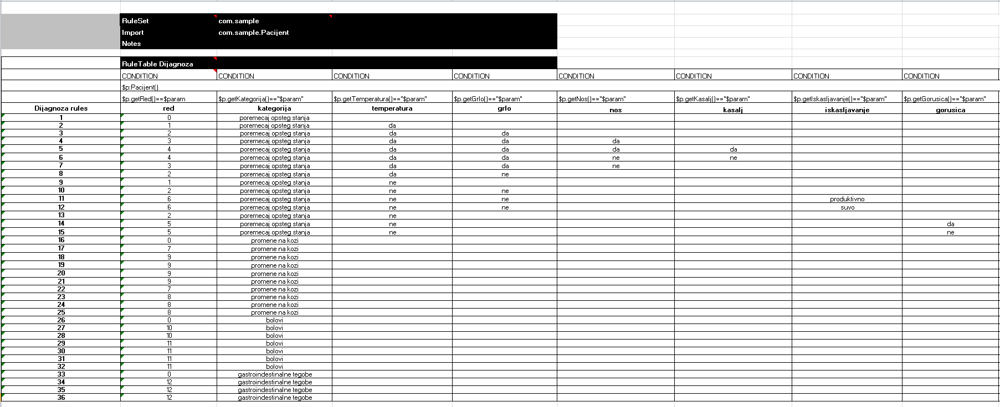 RuleSet com.sample
Import com.sample.Pacijent
Notes
RuleTable Dijagnoza
CONDITION CONDITION CONDITION CONDITION CONDITION CONDITION CONDITION CONDITION
$p:Pacijent()
$p.getRed()==$param $p.getKategorija()=="$param" $p.getTemperatura()=="$param" $p.getGrlo()=="$param" $p.getNos()=="$param" $p.getKasalj()=="$param" $p.getIskasljavanje()=="$param" $p.getGorusica()=="$param"
Dijagnoza rules red kategorija temperatura grlo nos kasalj iskasljavanje gorusica
1 0 poremecaj opsteg stanja
2 1 poremecaj opsteg stanja da
3 2 poremecaj opsteg stanja da da
4 3 poremecaj opsteg stanja da da da
5 4 poremecaj opsteg stanja da da da da
6 4 poremecaj opsteg stanja da da ne ne
7 3 poremecaj opsteg stanja da da ne
8 2 poremecaj opsteg stanja da ne
9 1 poremecaj opsteg stanja ne
10 2 poremecaj opsteg stanja ne ne
11 6 poremecaj opsteg stanja ne ne produktivno
12 6 poremecaj opsteg stanja ne ne suvo
13 2 poremecaj opsteg stanja ne
14 5 poremecaj opsteg stanja ne da
15 5 poremecaj opsteg stanja ne ne
16 0 promene na kozi
17 7 promene na kozi
18 9 promene na kozi
19 9 promene na kozi
20 9 promene na kozi
21 9 promene na kozi
22 7 promene na kozi
23 8 promene na kozi
24 8 promene na kozi
25 8 promene na kozi
26 0 bolovi
27 10 bolovi
28 10 bolovi
29 11 bolovi
30 11 bolovi
31 11 bolovi
32 11 bolovi
33 0 gastroindestinalne tegobe
34 12 gastroindestinalne tegobe
35 12 gastroindestinalne tegobe
36 12 gastroindestinalne tegobe